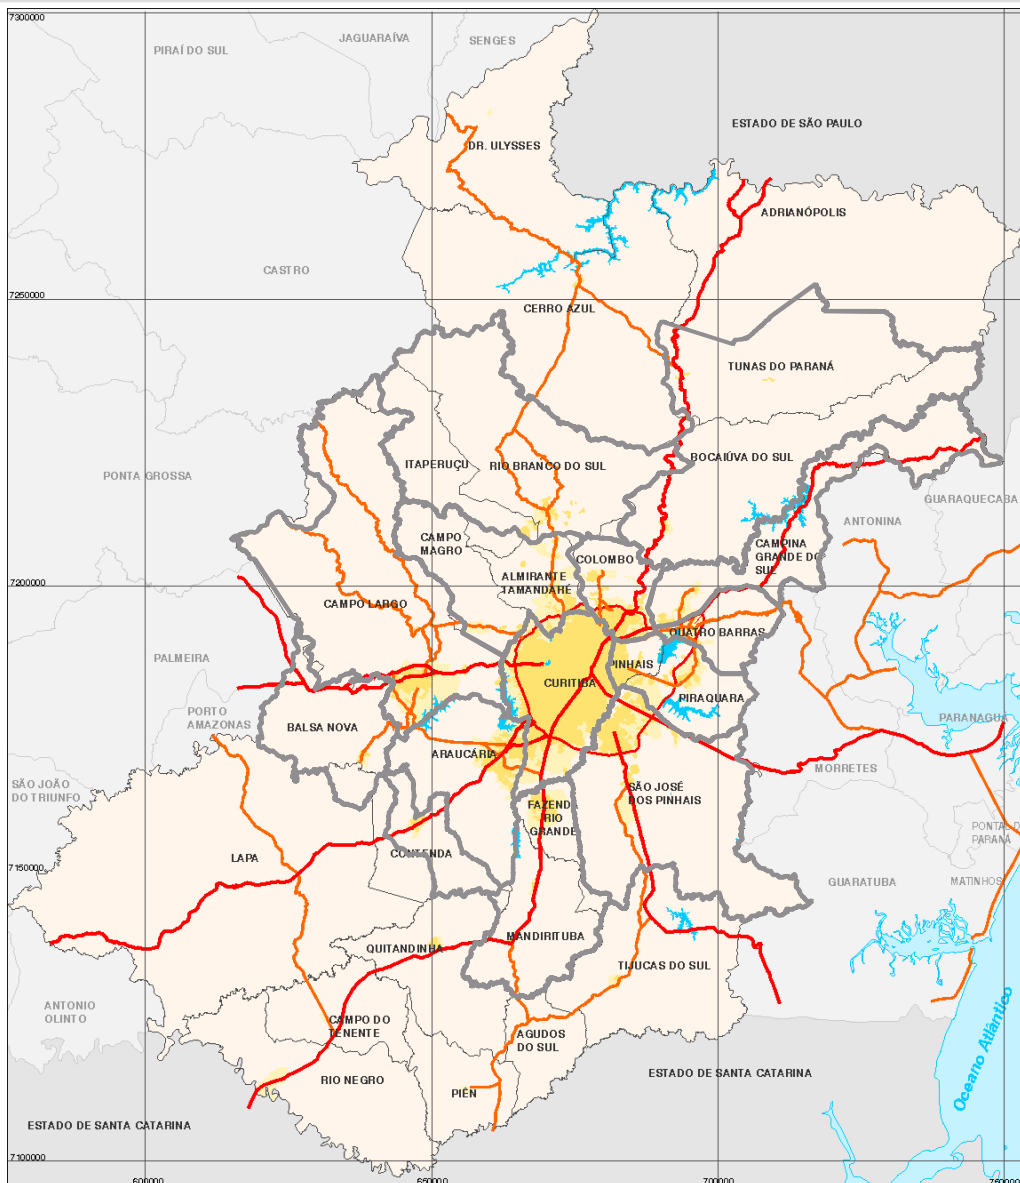 7300000
JAGUARAÍVA
SENGES
PIRAÍ DO SUL
ESTADO DE SÃO PAULO
DR. ULYSSES
ADRIANÓPOLIS
CASTRO
7250000
CERRO AZUL
TUNAS DO PARANÁ
ITAPERUÇU
RIO BRANCO DO SUL
BOCAIÚVA DO SUL
PONTA GROSSA
GUARAQUECABA
ANTONINA
CAMPO
MAGRO
CAMPINA
GRANDE DO
SUL
COLOMBO
ALMIRANTE
TAMANDARÉ
7200000
CAMPO LARGO
QUATRO BARRAS
PALMEIRA
PINHAIS
CURITIBA
PIRAQUARA
PORTO
AMAZONAS
BALSA NOVA
PARANAGUÁ
ARAUCÁRIA
MORRETES
SÃO JOÃO
DO TRIUNFO
SÃO JOSÉ
DOS PINHAIS
FAZEND
RIO
GRANDE
PONTAL D
PARANÁ
CONTENDA
LAPA
7150000
GUARATUBA
MATINHOS
MANDIRITUBA
QUITANDINHA
TIJUCAS DO SUL
ANTONIO
OLINTO
CAMPO DO
TENENTE
AGUDOS
DO SUL
Oceano Atlântico
ESTADO DE SANTA CATARINA
RIO NEGRO
PIÊN
ESTADO DE SANTA CATARINA
7100000
600000
650000
700000
750000